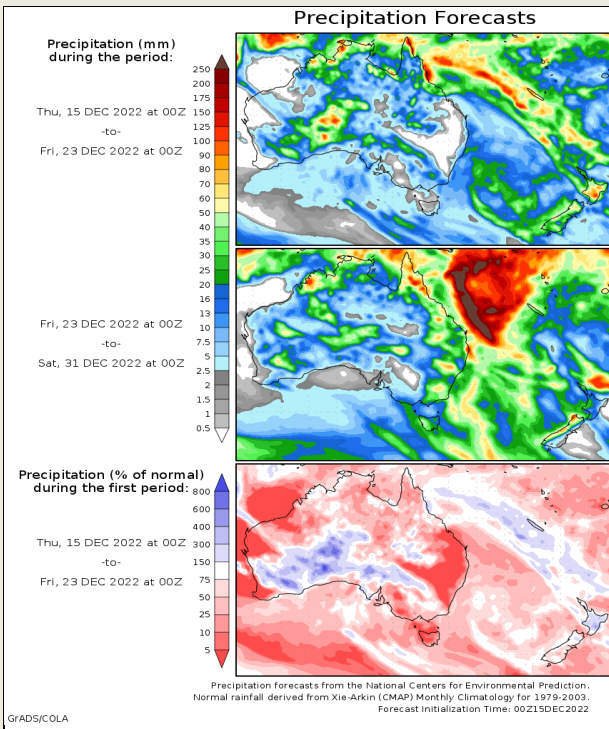 Precipitation Forecasts
Precipitation (mm)
during the period:
Thu, 15 DEC 2022 at 00Z
-to-
Fri, 23 DEC 2022 at 00Z
250
200
175
150
125
100
90
80
70
60
50
40
35
30
25
20
16
13
10
7.5
5
2.5
2
1.5
1
0.5
Fri, 23 DEC 2022 at 00Z
-to-
Sat, 31 DEC 2022 at 00Z
Precipitation (% of normal)
during the first period:
Thu, 15 DEC 2022 at 00Z
-to-
Fri, 23 DEC 2022 at 00Z
800
600
400
300
150
75
50
25
10
5
Precipitation forecasts from the National Centers for Environmental Prediction.
Normal rainfall derived from Xie-Arkin (CMAP) Monthly Climatology for 1979-2003.
Forecast Initialization Time: 00Z15DEC2022
GrADS/COLA